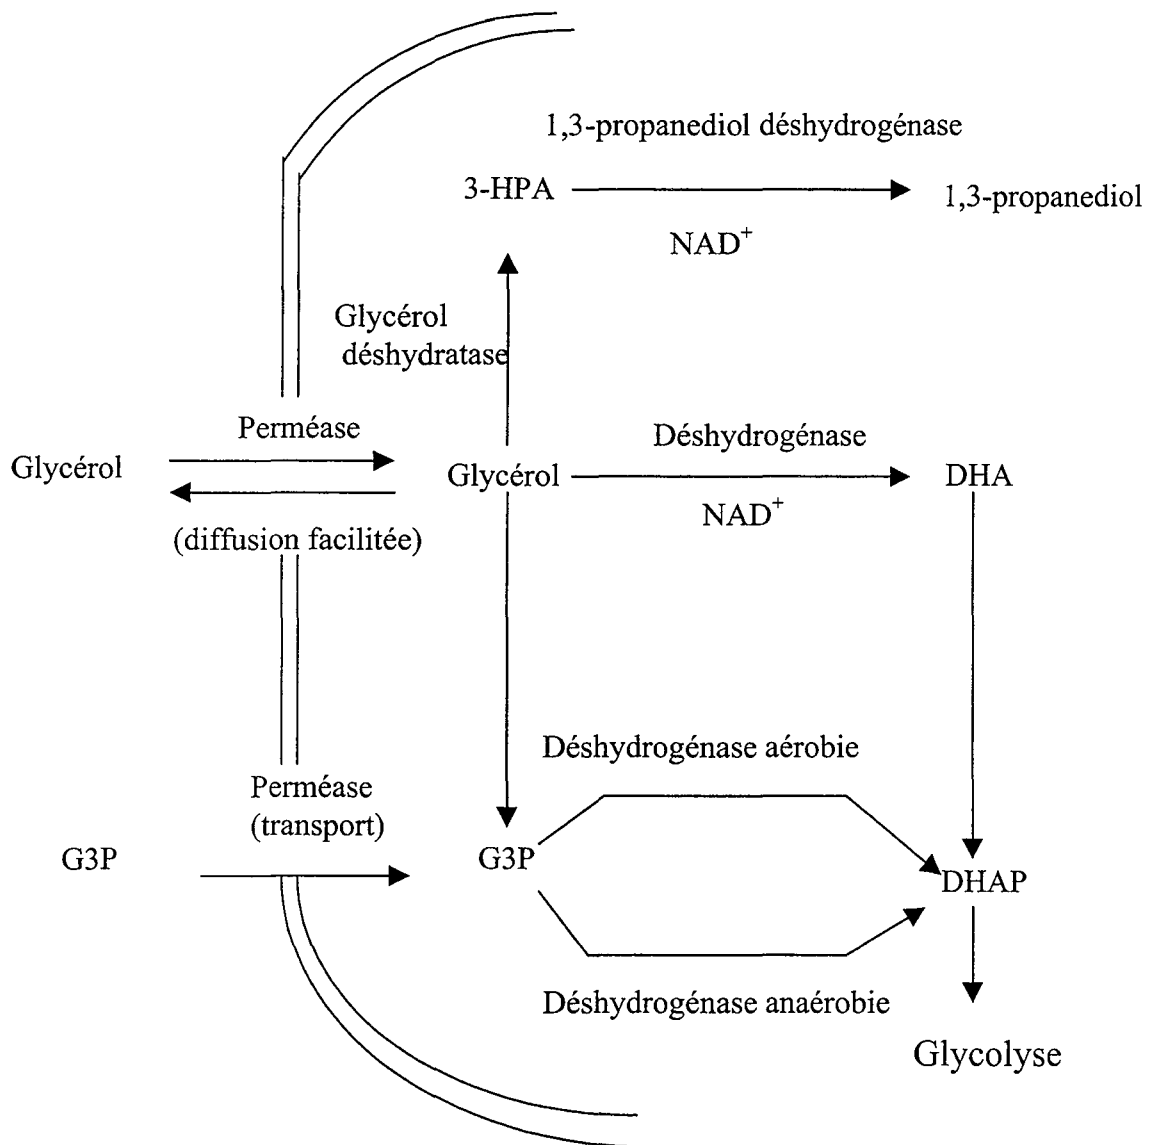 1,3-propanediol déshydrogénase
3-HPA
1,3-propanediol
NAD⁺
Glycérol
déshydratase
Perméase
Déshydrogénase
Glycérol
Glycérol
DHA
NAD⁺
(diffusion facilitée)
Déshydrogénase aérobie
Perméase
(transport)
G3P
G3P
DHAP
Déshydrogénase anaérobie
Glycolyse